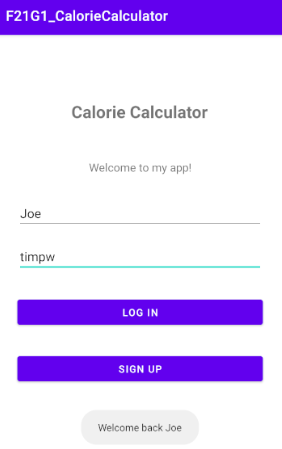 F21G1_CalorieCalculator
Calorie Calculator
Welcome to my app!
Joe
timpw
LOG IN
SIGN UP
Welcome back Joe